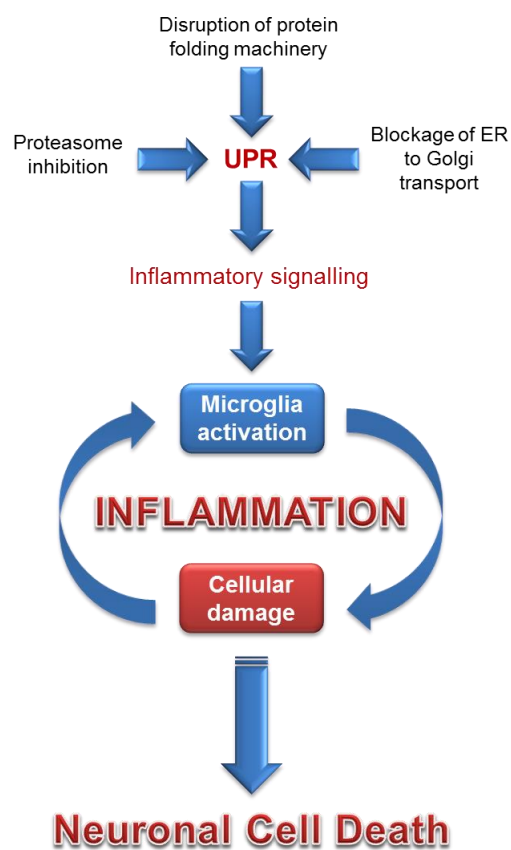 Disruption of protein
folding machinery
Proteasome
inhibition
UPR
Blockage of ER
to Golgi
transport
Inflammatory signalling
Microglia
activation
INFLAMMATION
Cellular
damage
Neuronal Cell Death